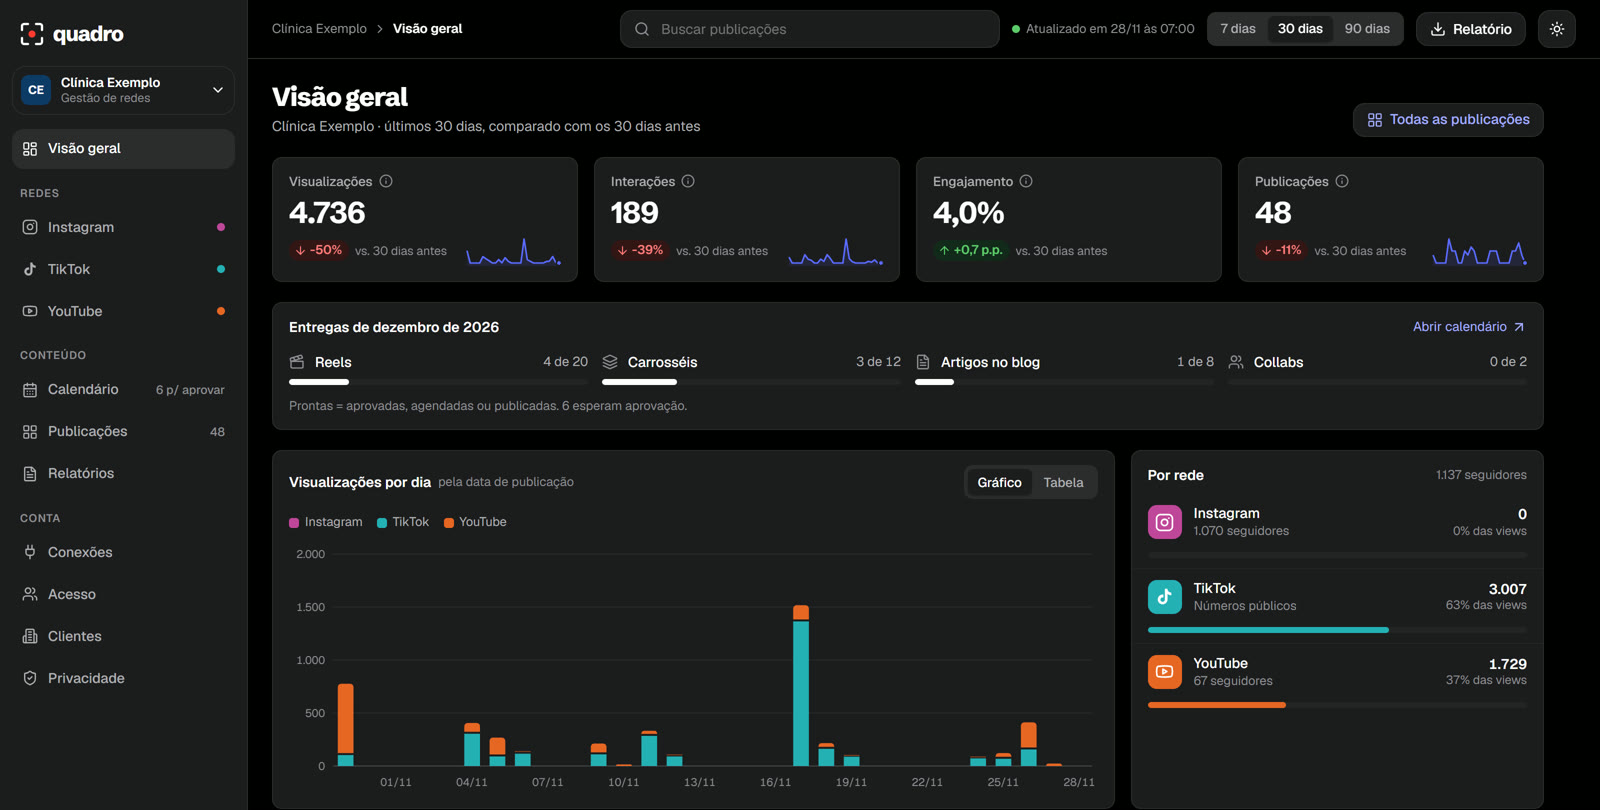 quadro
CE
Clínica Exemplo
Gestão de redes
Visão geral
REDES
Instagram
TikTok
YouTube
CONTEÚDO
Calendário 6 p/ aprovar
Publicações 48
Relatórios
CONTA
Conexões
Acesso
Clientes
Privacidade
Clínica Exemplo > Visão geral
Buscar publicações
Atualizado em 28/11 às 07:00
7 dias 30 dias 90 dias
Relatório
Visão geral
Clínica Exemplo · últimos 30 dias, comparado com os 30 dias antes
Todas as publicações
Visualizações
4.736
-50% vs. 30 dias antes
Interações
189
-39% vs. 30 dias antes
Engajamento
4,0%
+0,7 p.p. vs. 30 dias antes
Publicações
48
-11% vs. 30 dias antes
Entregas de dezembro de 2026
Abrir calendário
Reels 4 de 20
Carrosséis 3 de 12
Artigos no blog 1 de 8
Collabs 0 de 2
Prontas = aprovadas, agendadas ou publicadas. 6 esperam aprovação.
Visualizações por dia pela data de publicação
Gráfico Tabela
Instagram TikTok YouTube
2.000
1.500
1.000
500
0
01/11 04/11 07/11 10/11 13/11 16/11 19/11 22/11 25/11 28/11
Por rede 1.137 seguidores
Instagram 0
1.070 seguidores 0% das views
TikTok 3.007
Números públicos 63% das views
YouTube 1.729
67 seguidores 37% das views